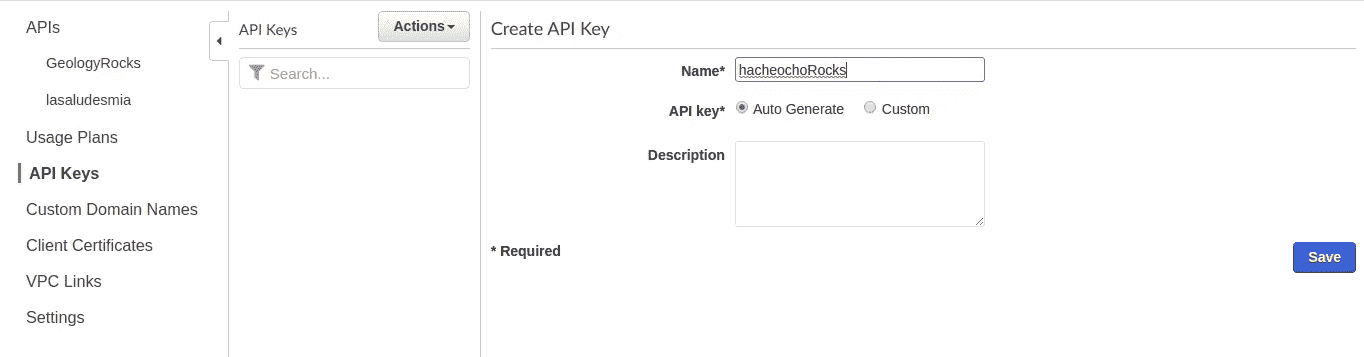 APIs
GeologyRocks
lasaludesmia
Usage Plans
API Keys
Custom Domain Names
Client Certificates
VPC Links
Settings
API Keys
Actions
Search...
Create API Key
Name* hacheochoRocks
API key* Auto Generate Custom
Description
* Required
Save